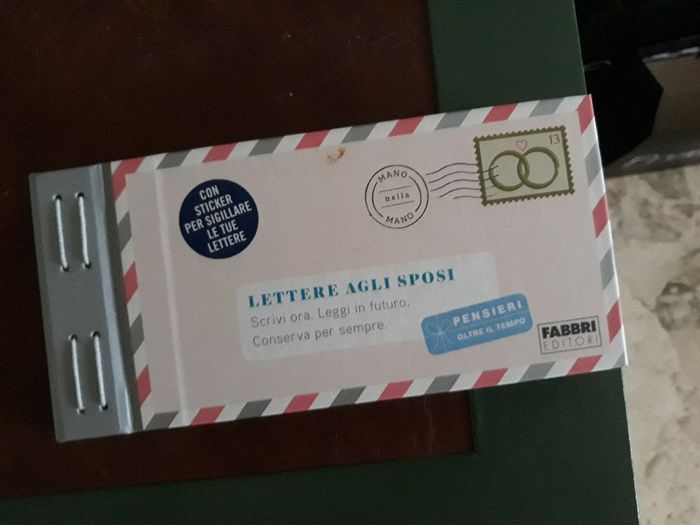 CON
STICKER
PER SIGILLARE
LE TUE
LETTERE
MANO
nella
MANO
13
LETTERE AGLI SPOSI
Scrivi ora. Leggi in futuro.
Conserva per sempre.
PENSIERI
OLTRE IL TEMPO
FABBRI
EDITORI